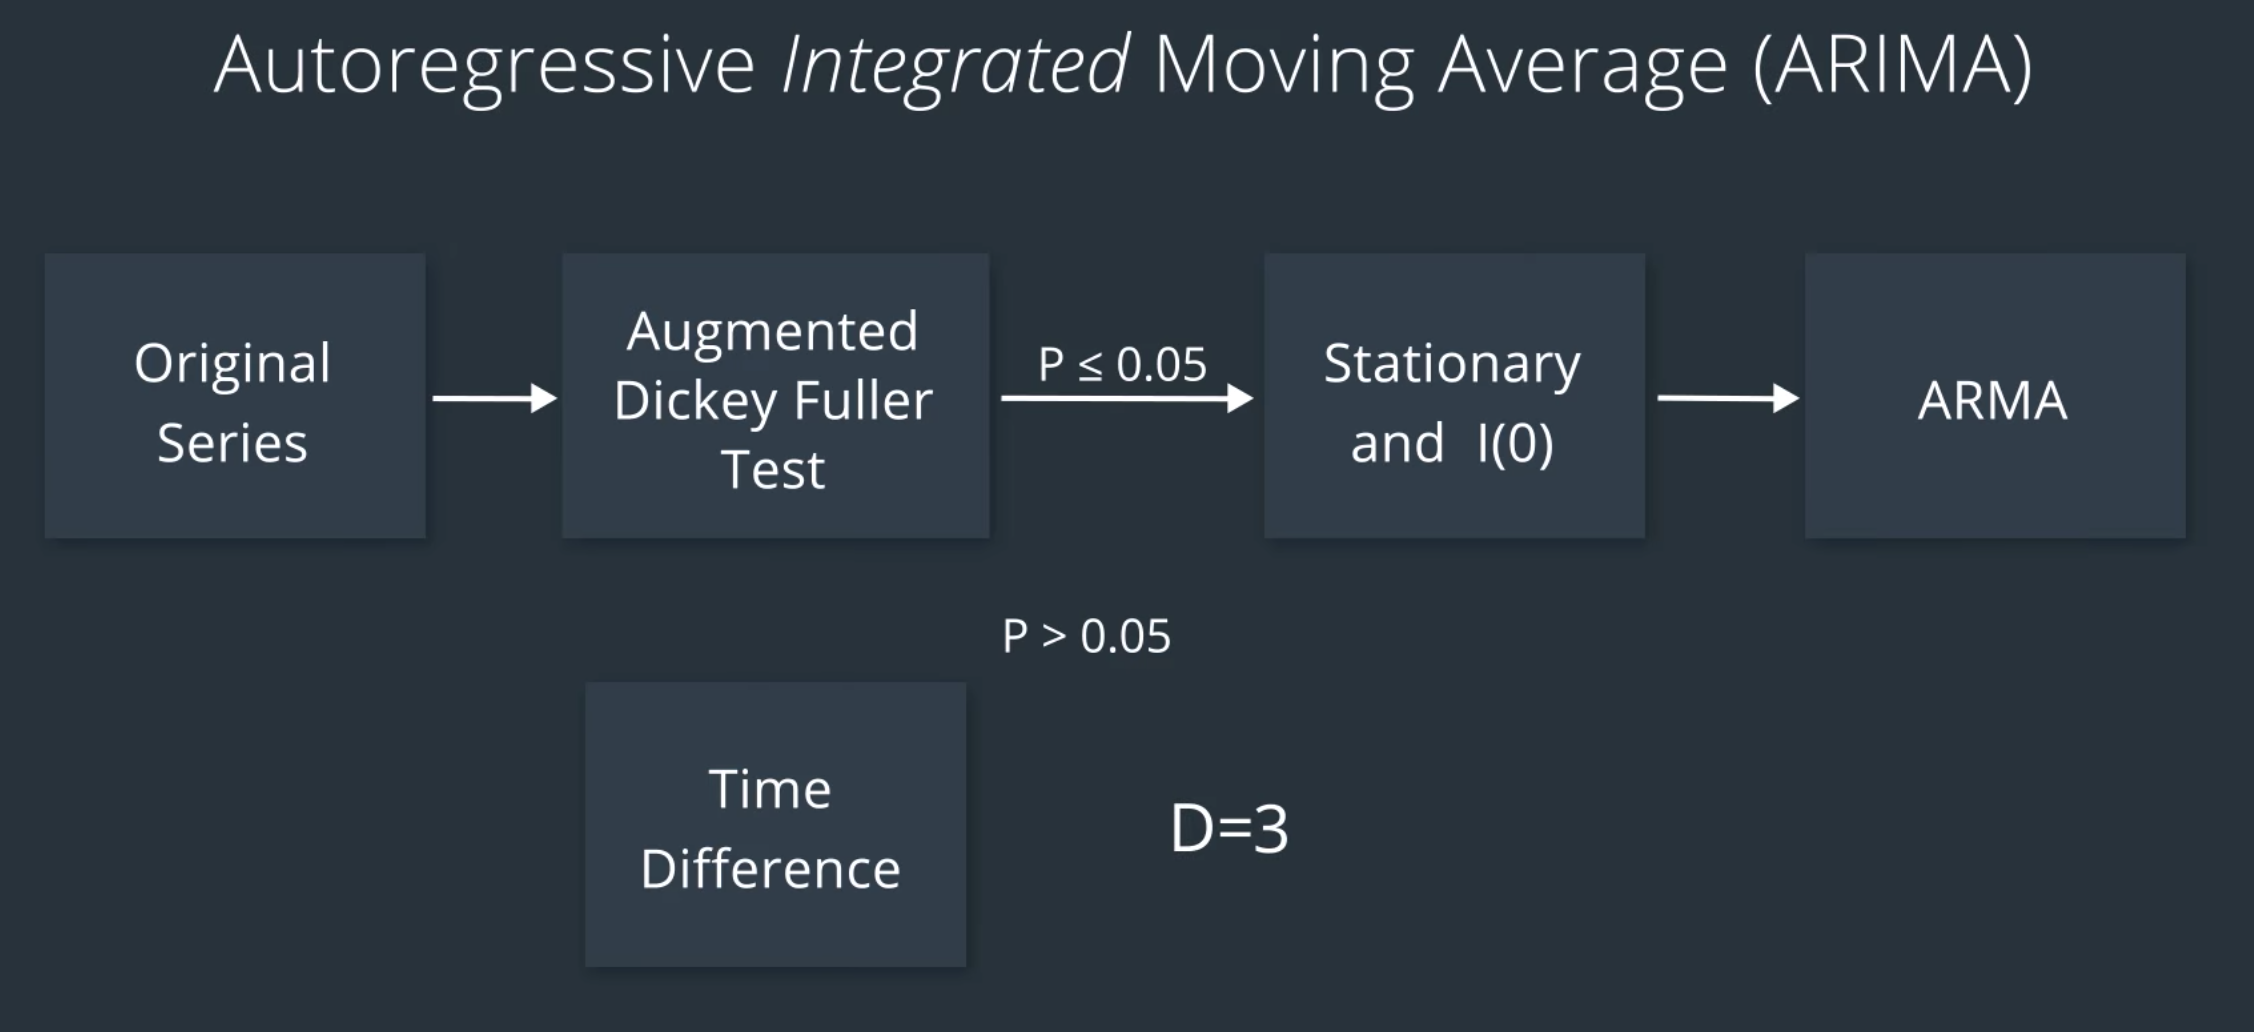 Autoregressive Integrated Moving Average (ARIMA)
Original
Series
Augmented
Dickey Fuller
Test
P ≤ 0.05
Stationary
and I(0)
ARMA
P > 0.05
Time
Difference
D=3